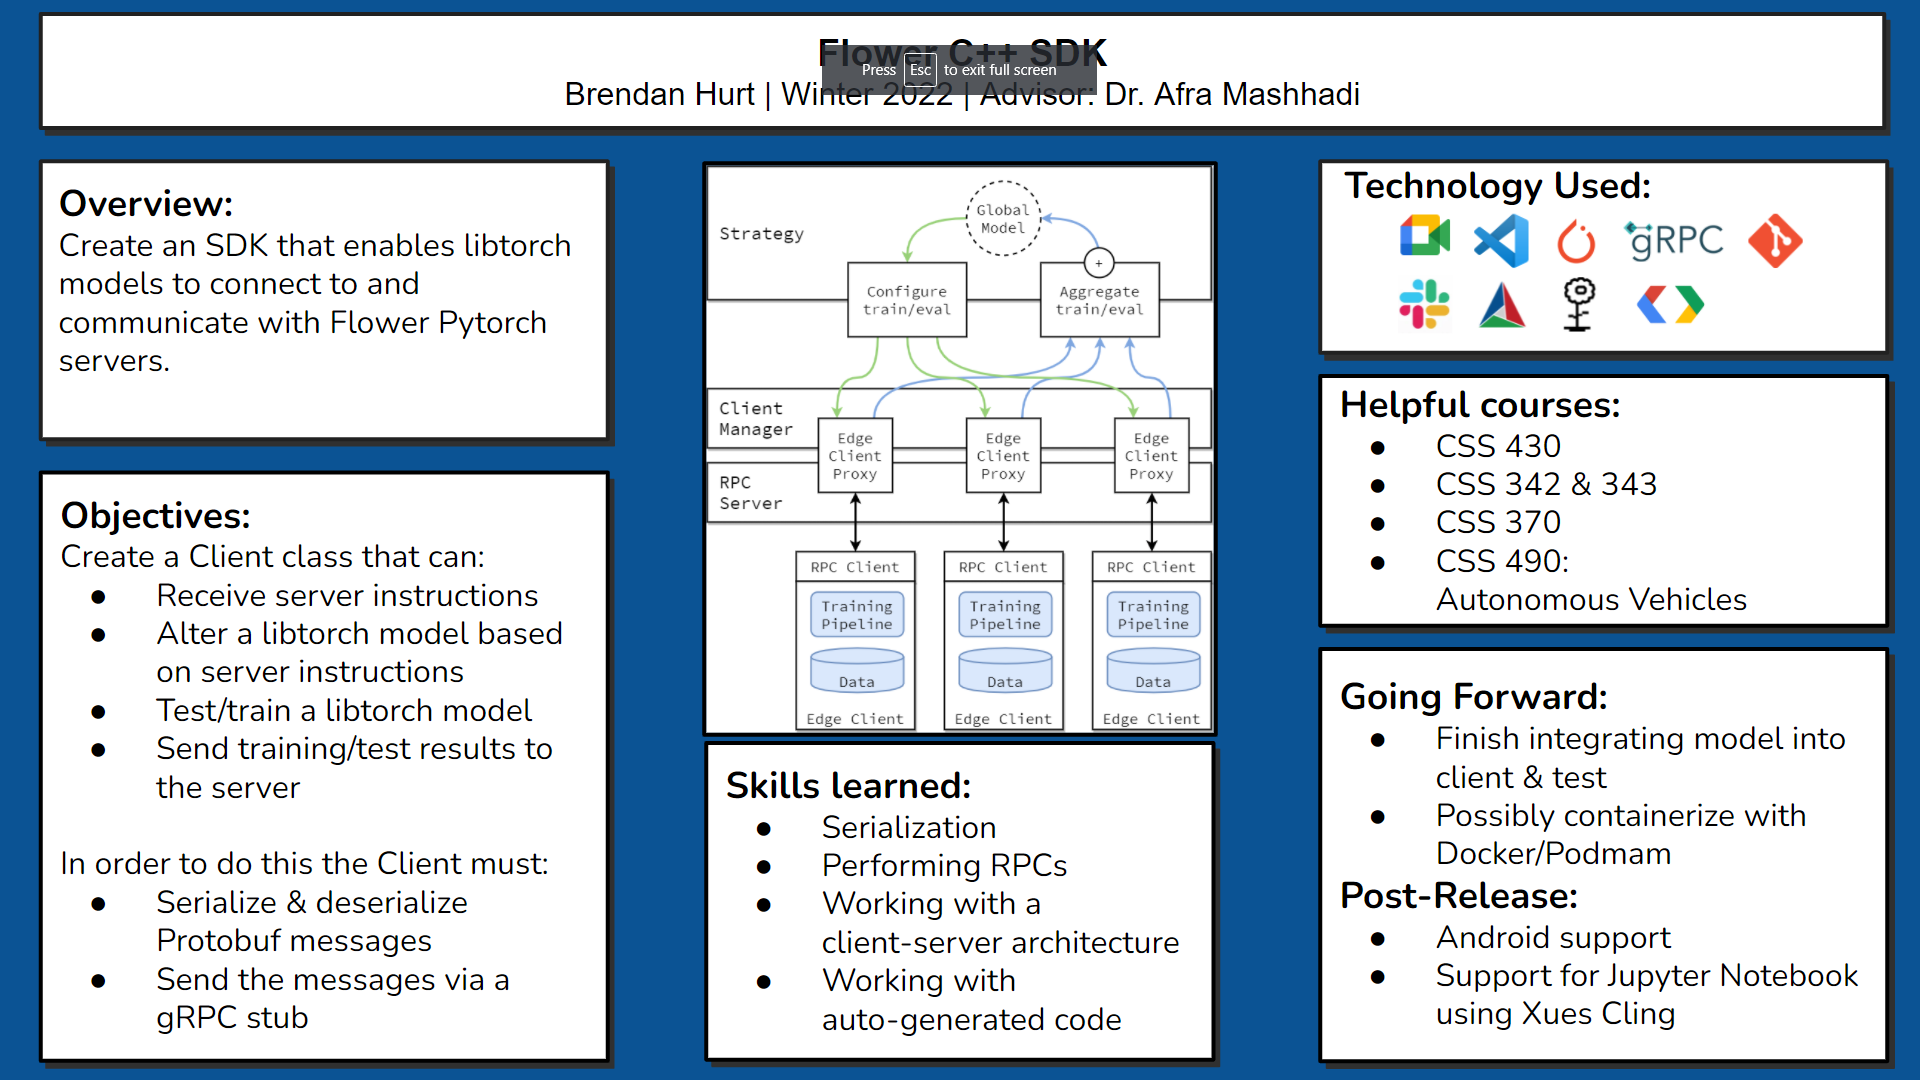 Flower C++ SDK
Press Esc to exit full screen
Brendan Hurt | Winter 2022 | Advisor: Dr. Afra Mashhadi
Overview:
Create an SDK that enables libtorch
models to connect to and
communicate with Flower Pytorch
servers.
Objectives:
Create a Client class that can:
● Receive server instructions
● Alter a libtorch model based
on server instructions
● Test/train a libtorch model
● Send training/test results to
the server
In order to do this the Client must:
● Serialize & deserialize
Protobuf messages
● Send the messages via a
gRPC stub
Strategy
Global
Model
Configure
train/eval
+
Aggregate
train/eval
Client
Manager
Edge
Client
Proxy
Edge
Client
Proxy
Edge
Client
Proxy
RPC
Server
RPC Client
Training
Pipeline
Data
Edge Client
RPC Client
Training
Pipeline
Data
Edge Client
RPC Client
Training
Pipeline
Data
Edge Client
Skills learned:
● Serialization
● Performing RPCs
● Working with a
client-server architecture
● Working with
auto-generated code
Technology Used:
gRPC
Helpful courses:
● CSS 430
● CSS 342 & 343
● CSS 370
● CSS 490:
Autonomous Vehicles
Going Forward:
● Finish integrating model into
client & test
● Possibly containerize with
Docker/Podmam
Post-Release:
● Android support
● Support for Jupyter Notebook
using Xues Cling